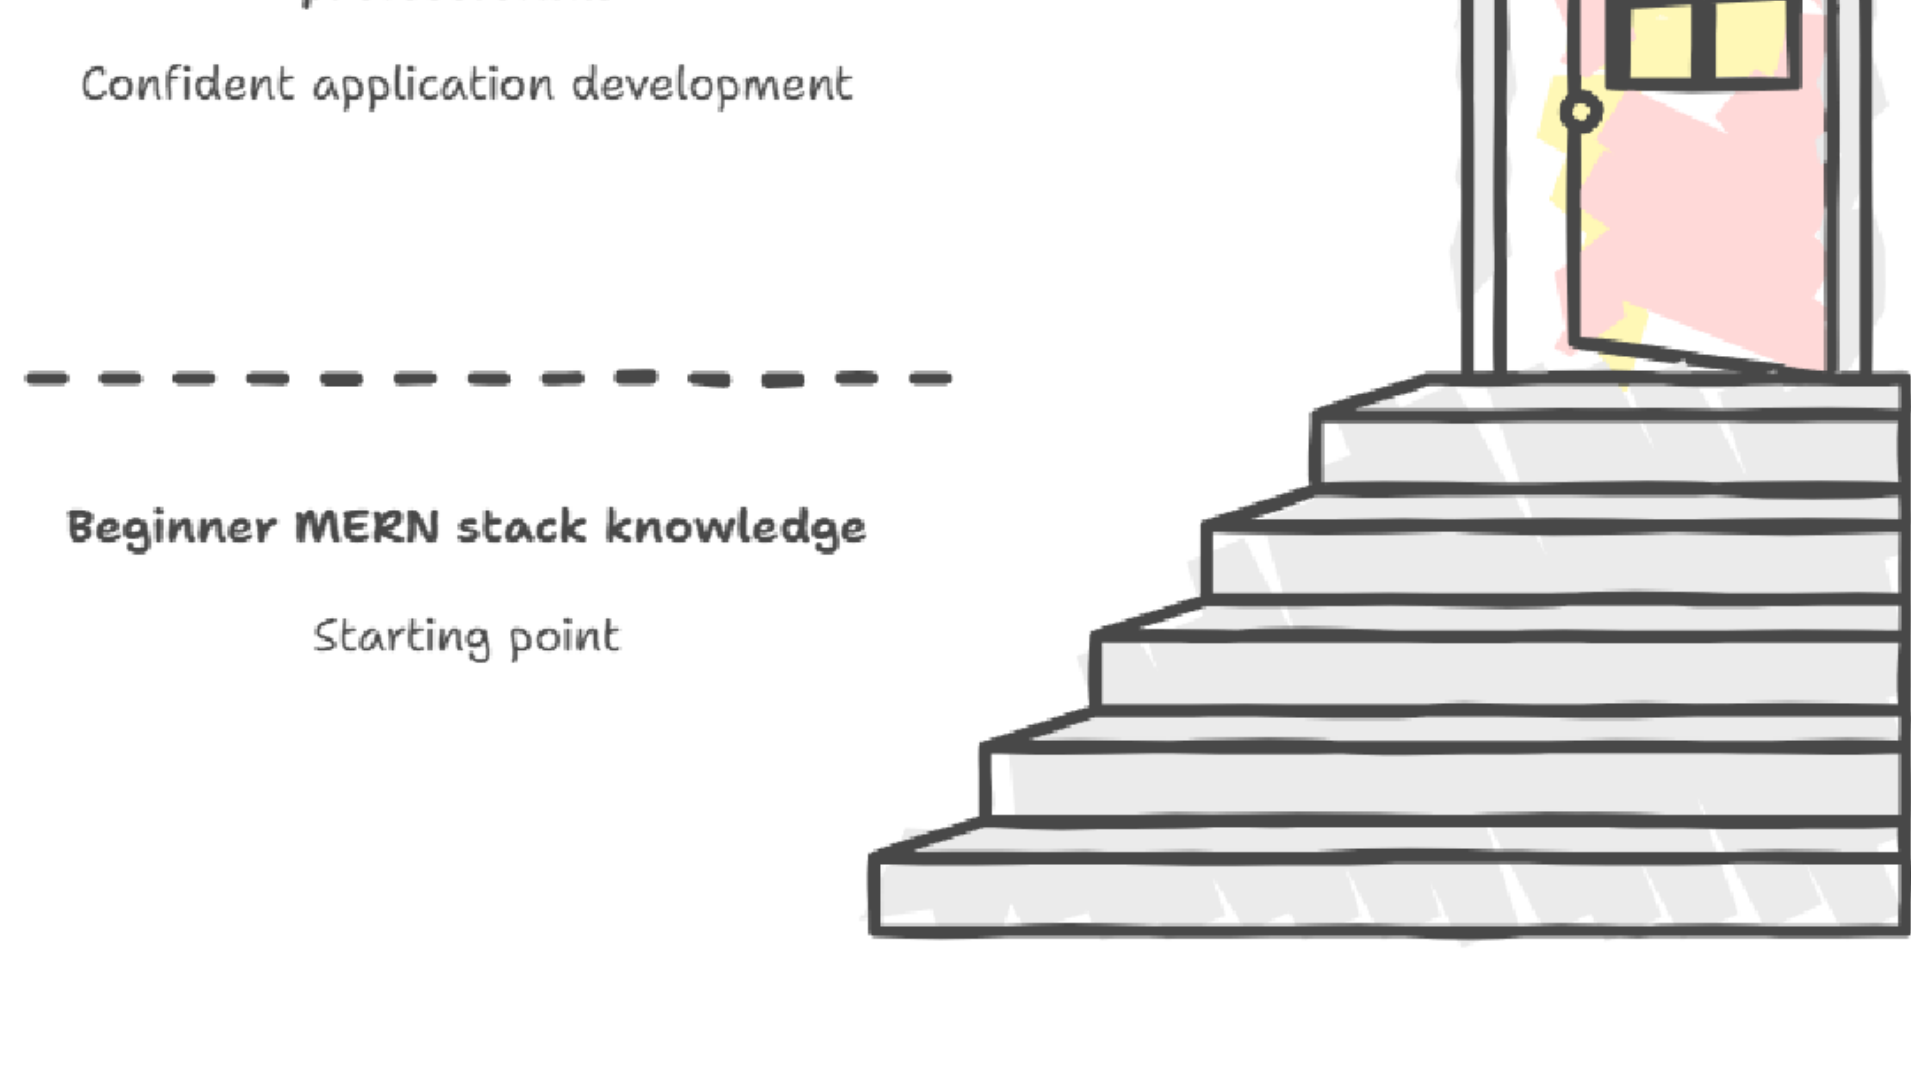 Confident application development
Beginner MERN stack knowledge
Starting point